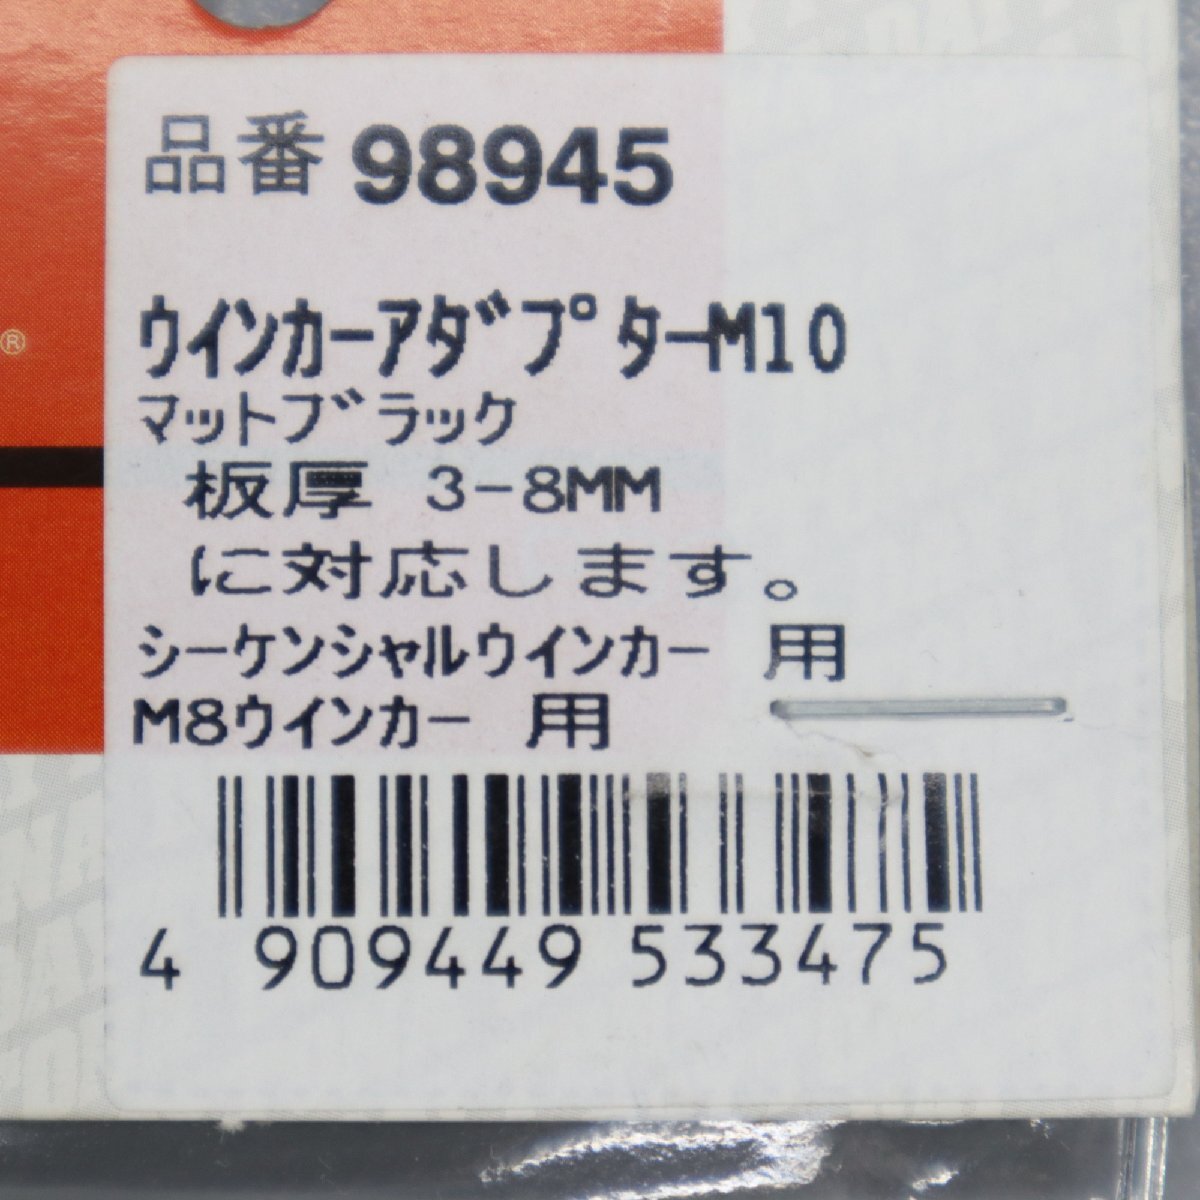 品番 98945
ウインカーアダプターM10
マットブラック
板厚 3-8MM
に対応します。
シーケンシャルウインカー 用
M8ウインカー 用
4 909449 533475
®